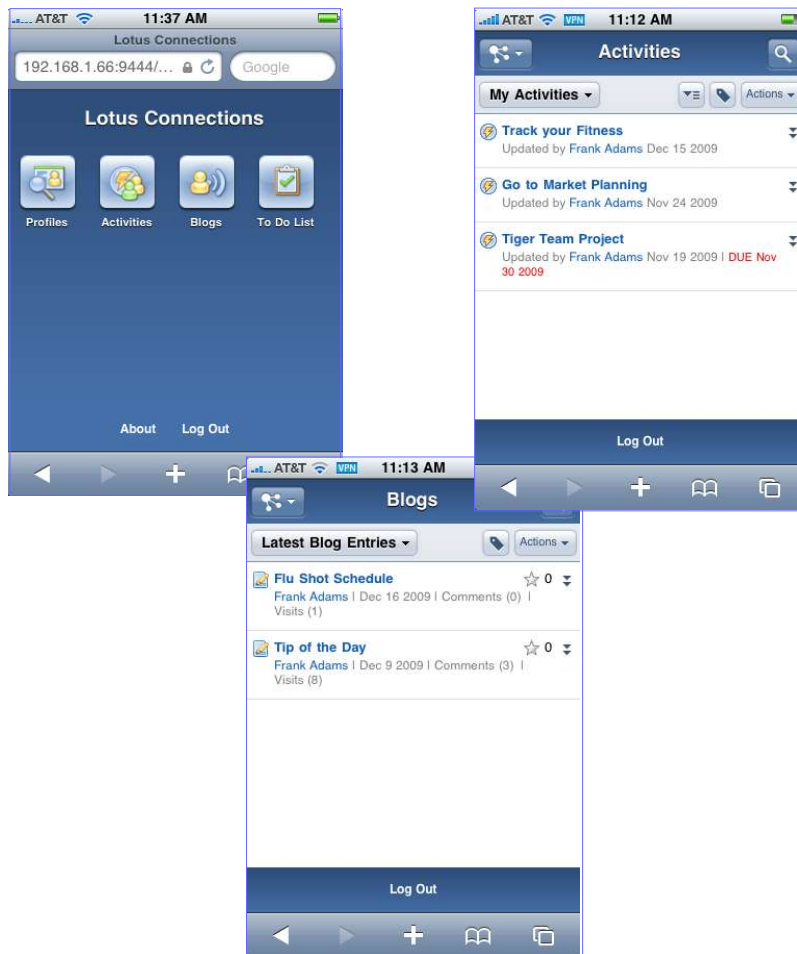 AT&T 11:37 AM
Lotus Connections
192.168.1.66:9444/... Google
Lotus Connections
Profiles Activities Blogs To Do List
About Log Out
AT&T VPN 11:12 AM
Activities
My Activities Actions
Track your Fitness
Updated by Frank Adams Dec 15 2009
Go to Market Planning
Updated by Frank Adams Nov 24 2009
Tiger Team Project
Updated by Frank Adams Nov 19 2009 | DUE Nov
30 2009
Log Out
AT&T VPN 11:13 AM
Blogs
Latest Blog Entries Actions
Flu Shot Schedule 0
Frank Adams | Dec 16 2009 | Comments (0) |
Visits (1)
Tip of the Day 0
Frank Adams | Dec 9 2009 | Comments (3) |
Visits (8)
Log Out